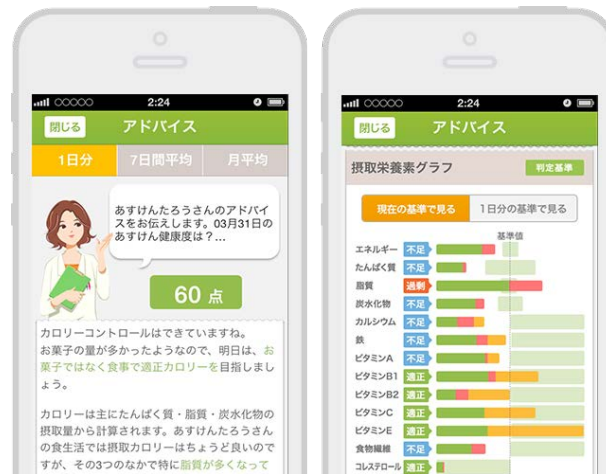 ooooo 2:24
閉じる アドバイス
1日分 7日間平均 月平均
あすけんたろうさんのアドバイ
スをお伝えします。03月31日の
あすけん健康度は？...
60 点
カロリーコントロールはできていますね。
お菓子の量が多かったようなので、明日は、お
菓子ではなく食事で適正カロリーを目指しまし
ょう。
カロリーは主にたんぱく質・脂質・炭水化物の
摂取量から計算されます。あすけんたろうさん
の食生活では摂取カロリーはちょうど良いので
すが、その3つのなかで特に脂質が多くなって
ooooo 2:24
閉じる アドバイス
摂取栄養素グラフ 判定基準
現在の基準で見る 1日分の基準で見る
基準値
エネルギー 不足
たんぱく質 不足
脂質 過剰
炭水化物 不足
カルシウム 不足
鉄 不足
ビタミンA 不足
ビタミンB1 適正
ビタミンB2 適正
ビタミンC 適正
ビタミンE 適正
食物繊維 不足
コレステロール 適正